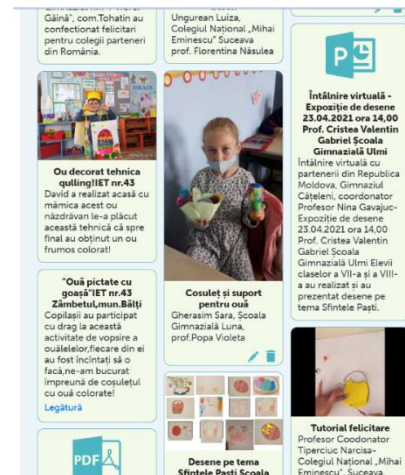 Găină", com.Tohatin au
confectionat felicitari
pentru colegii parteneri
din România.
Ou decorat tehnica
qulling!IET nr.43
David a realizat acasă cu
mămica acest ou
năzdrăvan le-a plăcut
această tehnică că spre
final au obținut un ou
frumos colorat!
"Ouă pictate cu
goașă"IET nr.43
Zâmbetul,mun.Bălți
Copilașii au participat
cu drag la această
activitate de vopsire a
ouălelelor,fiecare din ei
au fost încîntați să o
facă,ne-am bucurat
împreună de coșulețul
cu ouă colorate!
Legătură
PDF
Ungurean Luiza,
Colegiul Național „Mihai
Eminescu" Suceava
prof. Florentina Năsulea
Cosuleț și suport
pentru ouă
Gherasim Sara, Școala
Gimnazială Luna,
prof.Popa Violeta
Desene pe tema
Sfintele Paști Școala
P
Întâlnire virtuală -
Expoziție de desene
23.04.2021 ora 14,00
Prof. Cristea Valentin
Gabriel Școala
Gimnazială Ulmi
Întâlnire virtuală cu
partenerii din Republica
Moldova, Gimnaziul
Cățeleni, coordonator
Profesor Nina Gavajuc-
Expoziție de desene
23.04.2021 ora 14,00
Prof. Cristea Valentin
Gabriel Școala
Gimnazială Ulmi Elevii
claselor a VII-a și a VIII-
a au realizat și au
prezentat desene pe
tema Sfintele Paști.
Tutorial felicitare
Profesor Coodonator
Tiperciuc Narcisa-
Colegiul Național „Mihai
Eminescu", Suceava